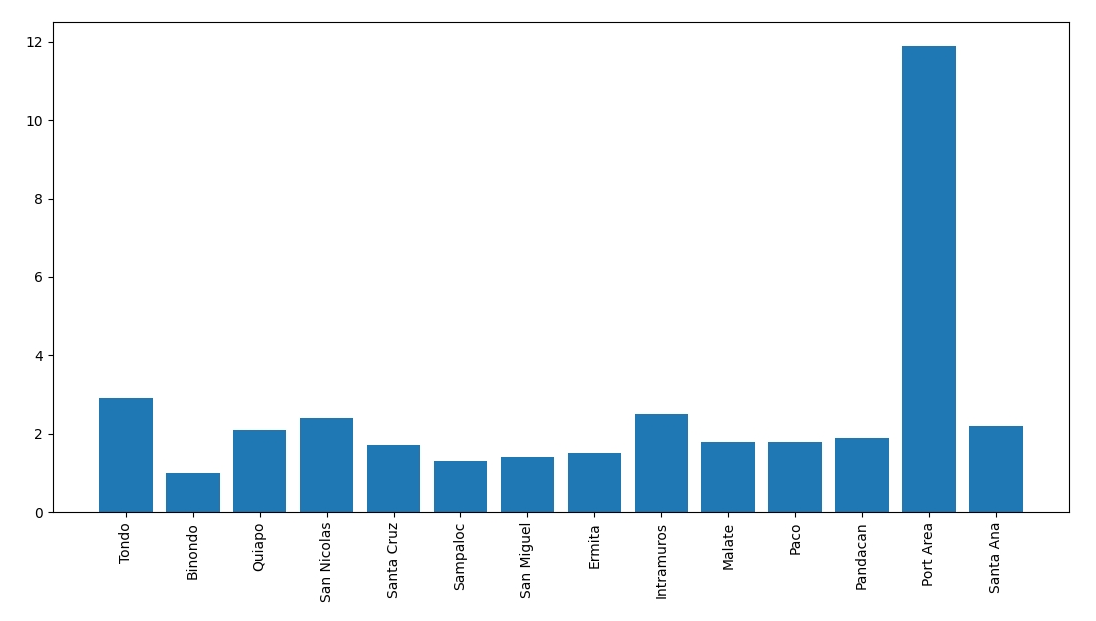 12
10
8
6
4
2
0
Tondo
Binondo
Quiapo
San Nicolas
Santa Cruz
Sampaloc
San Miguel
Ermita
Intramuros
Malate
Paco
Pandacan
Port Area
Santa Ana